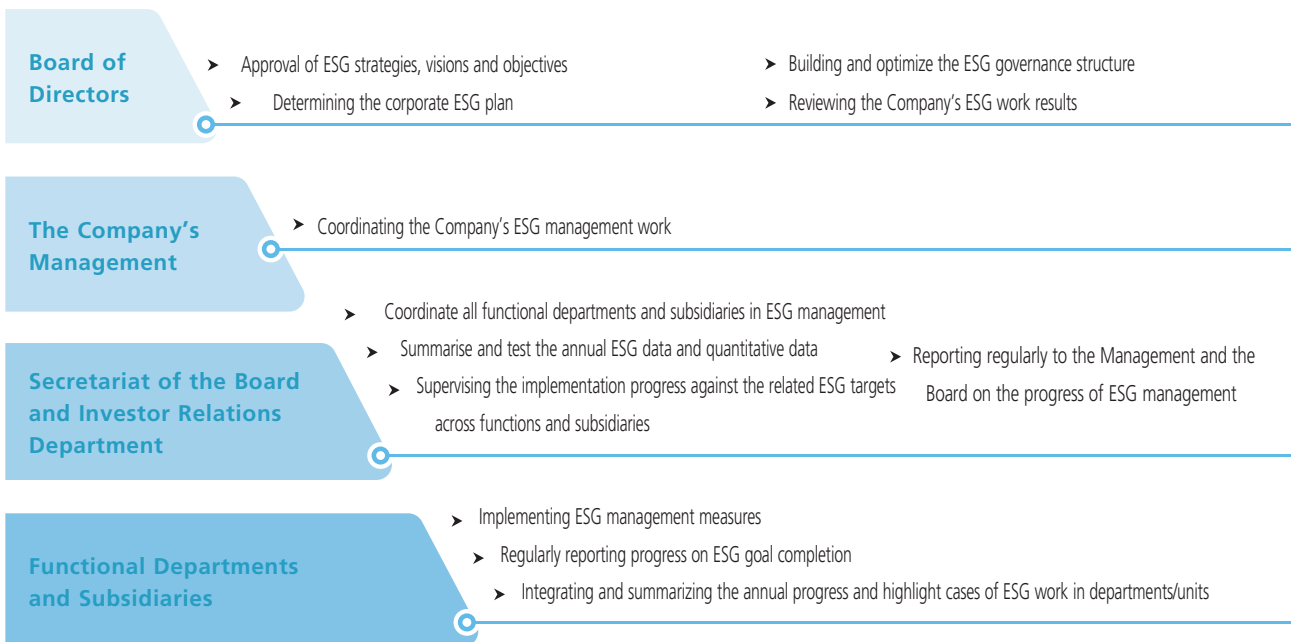 Board of
Directors
Approval of ESG strategies, visions and objectives
Determining the corporate ESG plan
Building and optimize the ESG governance structure
Reviewing the Company's ESG work results
The Company's
Management
Coordinating the Company's ESG management work
Secretariat of the Board
and Investor Relations
Department
Coordinate all functional departments and subsidiaries in ESG management
Summarise and test the annual ESG data and quantitative data
Supervising the implementation progress against the related ESG targets
across functions and subsidiaries
Reporting regularly to the Management and the
Board on the progress of ESG management
Functional Departments
and Subsidiaries
Implementing ESG management measures
Regularly reporting progress on ESG goal completion
Integrating and summarizing the annual progress and highlight cases of ESG work in departments/units